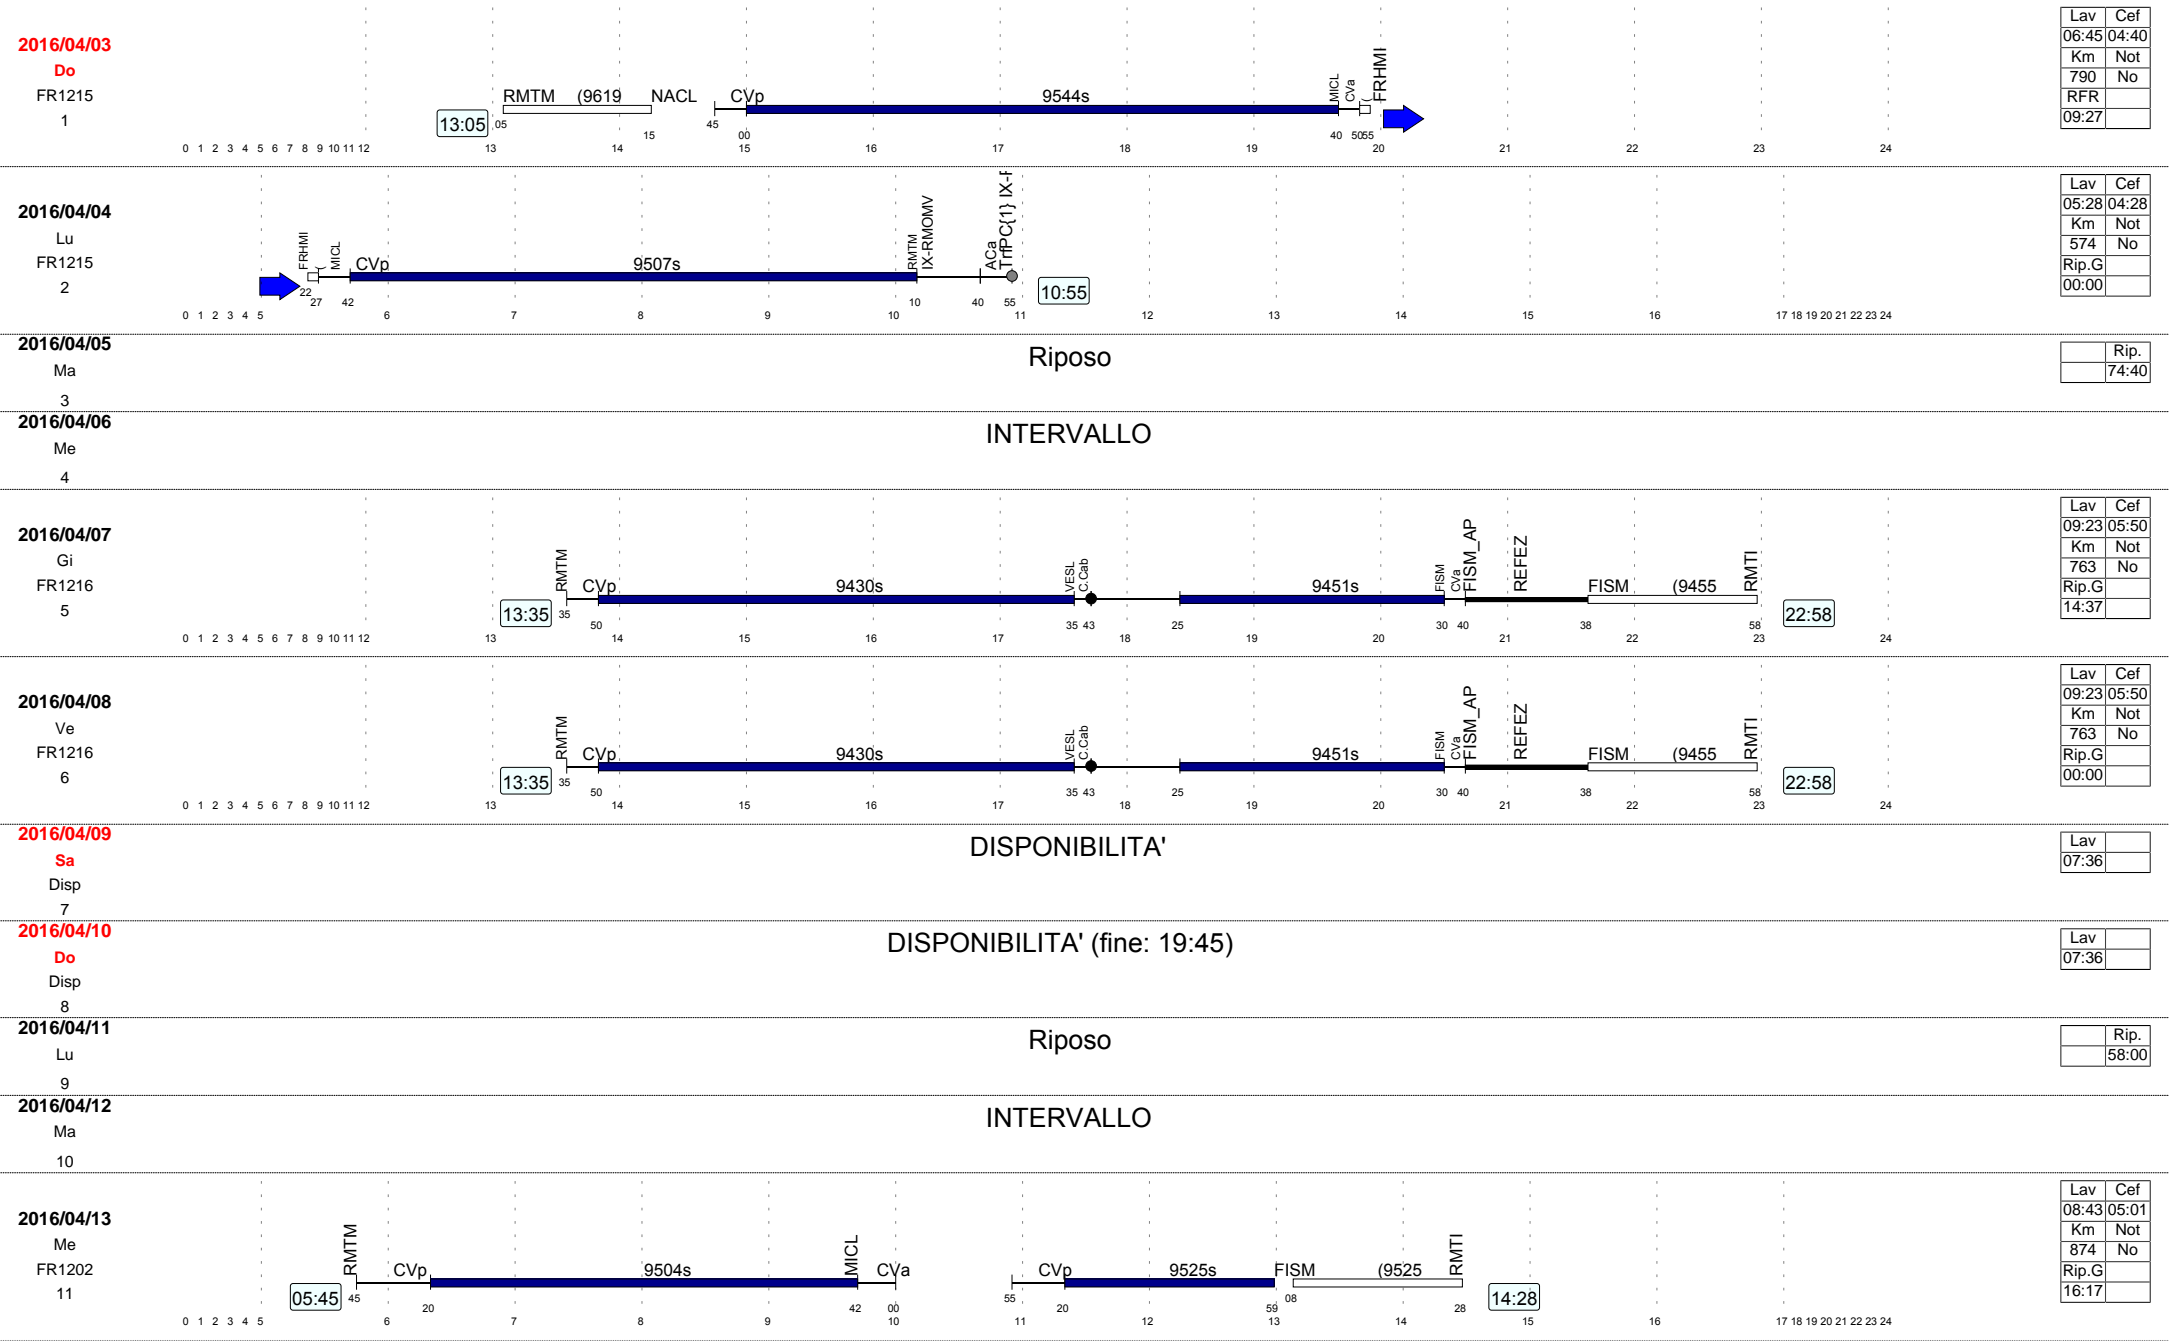 2016/04/03
Do
FR1215
1
13:05
RMTM (9619 NACL CVp 9544s MICL CVa ( FRHMI
05 15 45 00 40 50 55
0 1 2 3 4 5 6 7 8 9 10 11 12 13 14 15 16 17 18 19 20 21 22 23 24
Lav Cef
06:45 04:40
Km Not
790 No
RFR
09:27
2016/04/04
Lu
FR1215
2
FRHMI ( MICL CVp 9507s RMTM IX-RMOMV ACa TrfPC{1} IX-F
22 27 42 10 40 55
10:55
0 1 2 3 4 5 6 7 8 9 10 11 12 13 14 15 16 17 18 19 20 21 22 23 24
Lav Cef
05:28 04:28
Km Not
574 No
Rip.G
00:00
2016/04/05
Ma
3
Riposo
Rip.
74:40
2016/04/06
Me
4
INTERVALLO
2016/04/07
Gi
FR1216
5
13:35
RMTM CVp 9430s VESL C.Cab 9451s FISM CVa FISM_AP REFEZ FISM (9455 RMTI
35 50 35 43 25 30 40 38 58
22:58
0 1 2 3 4 5 6 7 8 9 10 11 12 13 14 15 16 17 18 19 20 21 22 23 24
Lav Cef
09:23 05:50
Km Not
763 No
Rip.G
14:37
2016/04/08
Ve
FR1216
6
13:35
RMTM CVp 9430s VESL C.Cab 9451s FISM CVa FISM_AP REFEZ FISM (9455 RMTI
35 50 35 43 25 30 40 38 58
22:58
0 1 2 3 4 5 6 7 8 9 10 11 12 13 14 15 16 17 18 19 20 21 22 23 24
Lav Cef
09:23 05:50
Km Not
763 No
Rip.G
00:00
2016/04/09
Sa
Disp
7
DISPONIBILITA'
Lav
07:36
2016/04/10
Do
Disp
8
DISPONIBILITA' (fine: 19:45)
Lav
07:36
2016/04/11
Lu
9
Riposo
Rip.
58:00
2016/04/12
Ma
10
INTERVALLO
2016/04/13
Me
FR1202
11
05:45
RMTM CVp 9504s MICL CVa CVp 9525s FISM (9525 RMTI
45 20 42 00 55 20 59 08 28
14:28
0 1 2 3 4 5 6 7 8 9 10 11 12 13 14 15 16 17 18 19 20 21 22 23 24
Lav Cef
08:43 05:01
Km Not
874 No
Rip.G
16:17